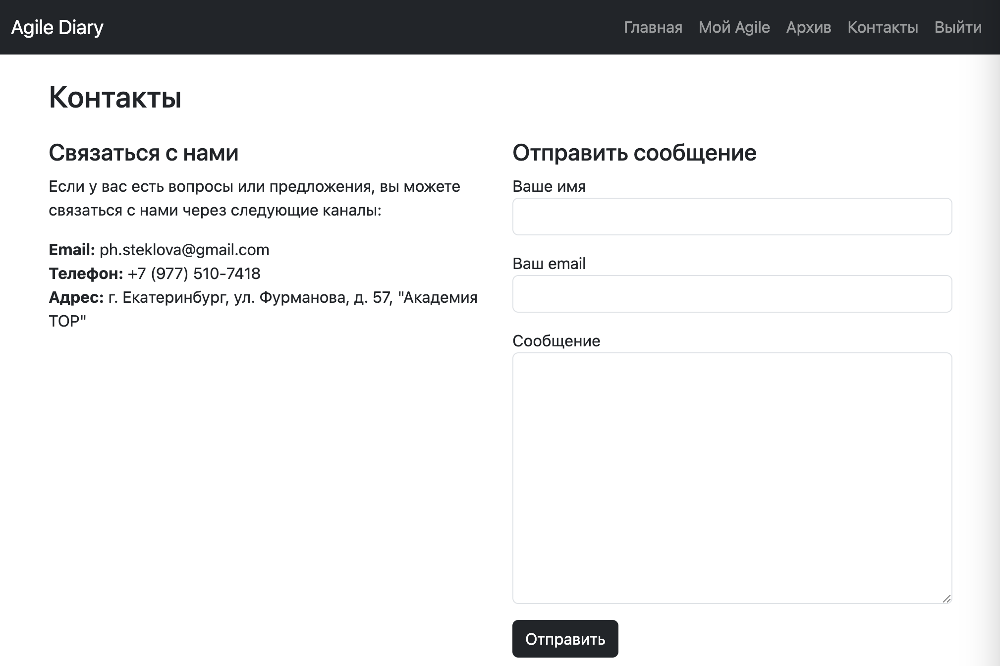 Agile Diary
Главная Мой Agile Архив Контакты Выйти
Контакты
Связаться с нами
Если у вас есть вопросы или предложения, вы можете
связаться с нами через следующие каналы:
Email: ph.steklova@gmail.com
Телефон: +7 (977) 510-7418
Адрес: г. Екатеринбург, ул. Фурманова, д. 57, "Академия
TOP"
Отправить сообщение
Ваше имя
Ваш email
Сообщение
Отправить